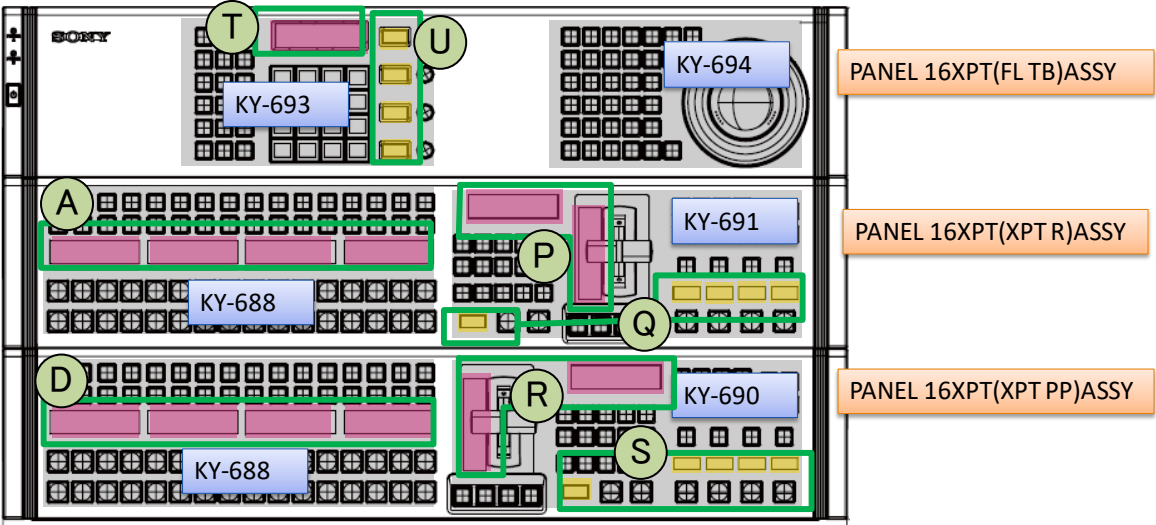 SONY
T
U
KY-693
KY-694
PANEL 16XPT(FL TB)ASSY
A
KY-688
P
KY-691
Q
PANEL 16XPT(XPT R)ASSY
D
KY-688
R
KY-690
S
PANEL 16XPT(XPT PP)ASSY